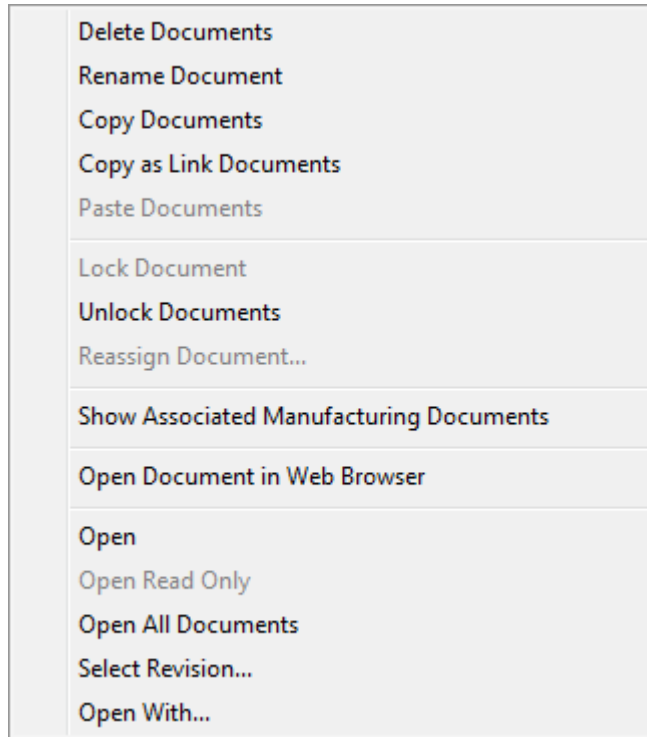 Delete Documents
Rename Document
Copy Documents
Copy as Link Documents
Paste Documents
Lock Document
Unlock Documents
Reassign Document...
Show Associated Manufacturing Documents
Open Document in Web Browser
Open
Open Read Only
Open All Documents
Select Revision...
Open With...